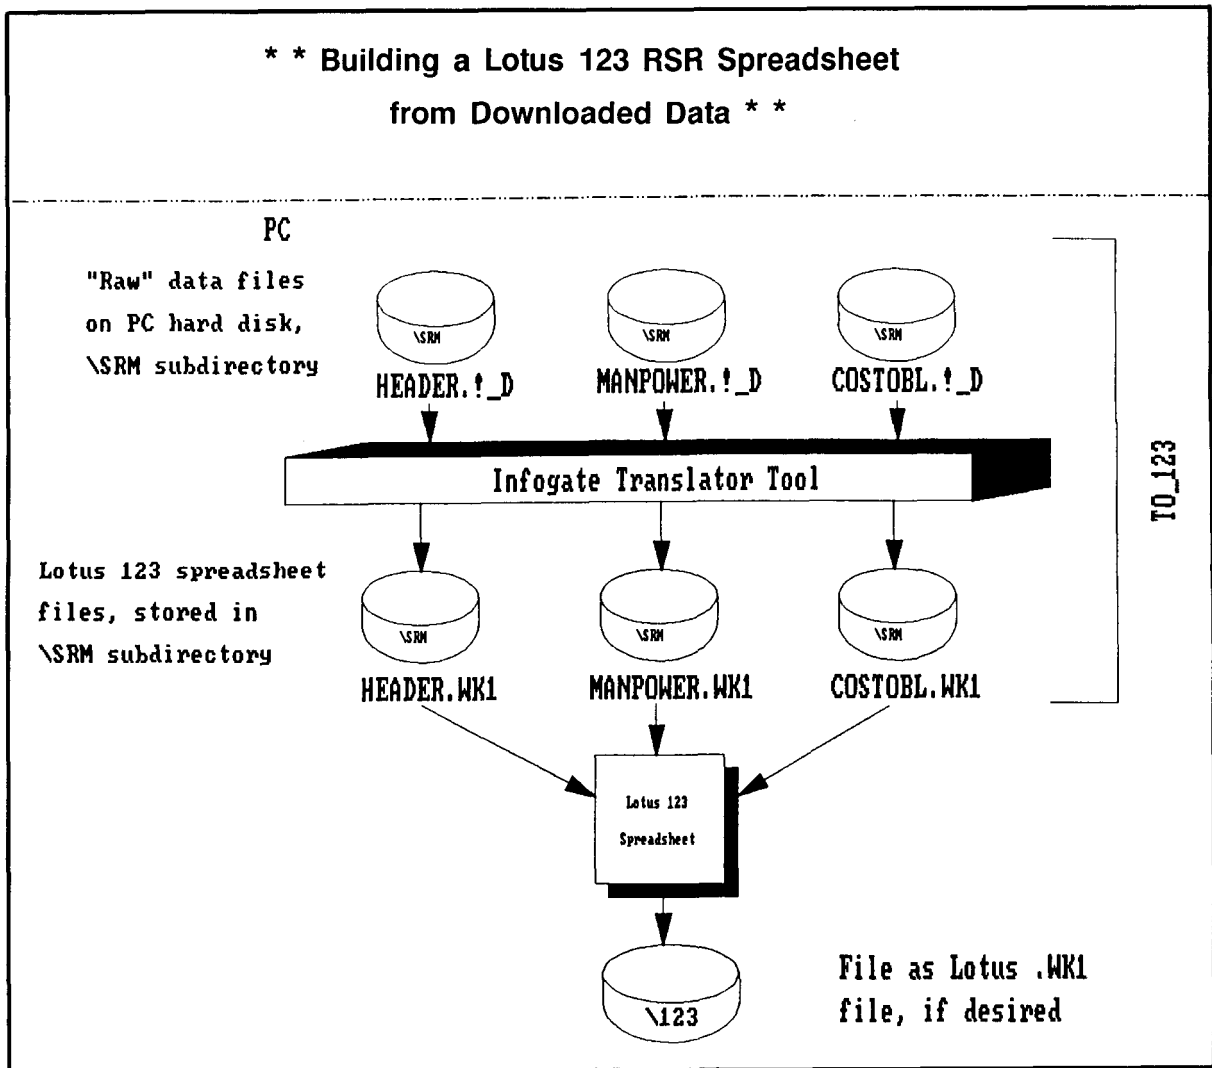 * * Building a Lotus 123 RSR Spreadsheet
from Downloaded Data * *
PC
"Raw" data files
on PC hard disk,
\SRM subdirectory
\SRM
\SRM
\SRM
HEADER.!_D
MANPOWER.!_D
COSTOBL.!_D
Infogate Translator Tool
TO_123
Lotus 123 spreadsheet
files, stored in
\SRM subdirectory
\SRM
\SRM
\SRM
HEADER.WK1
MANPOWER.WK1
COSTOBL.WK1
Lotus 123
Spreadsheet
\123
File as Lotus .WK1
file, if desired